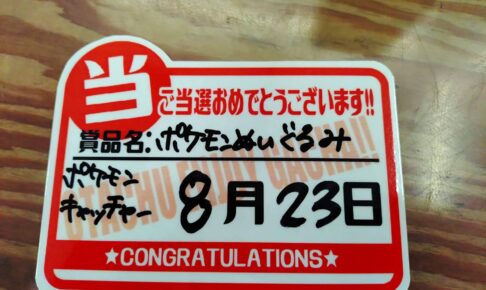 当
ご当選おめでとうございます!!
賞品名:ポケモンぬいぐるみ
ポケモン
キャッチャー
8月23日
★CONGRATULATIONS★